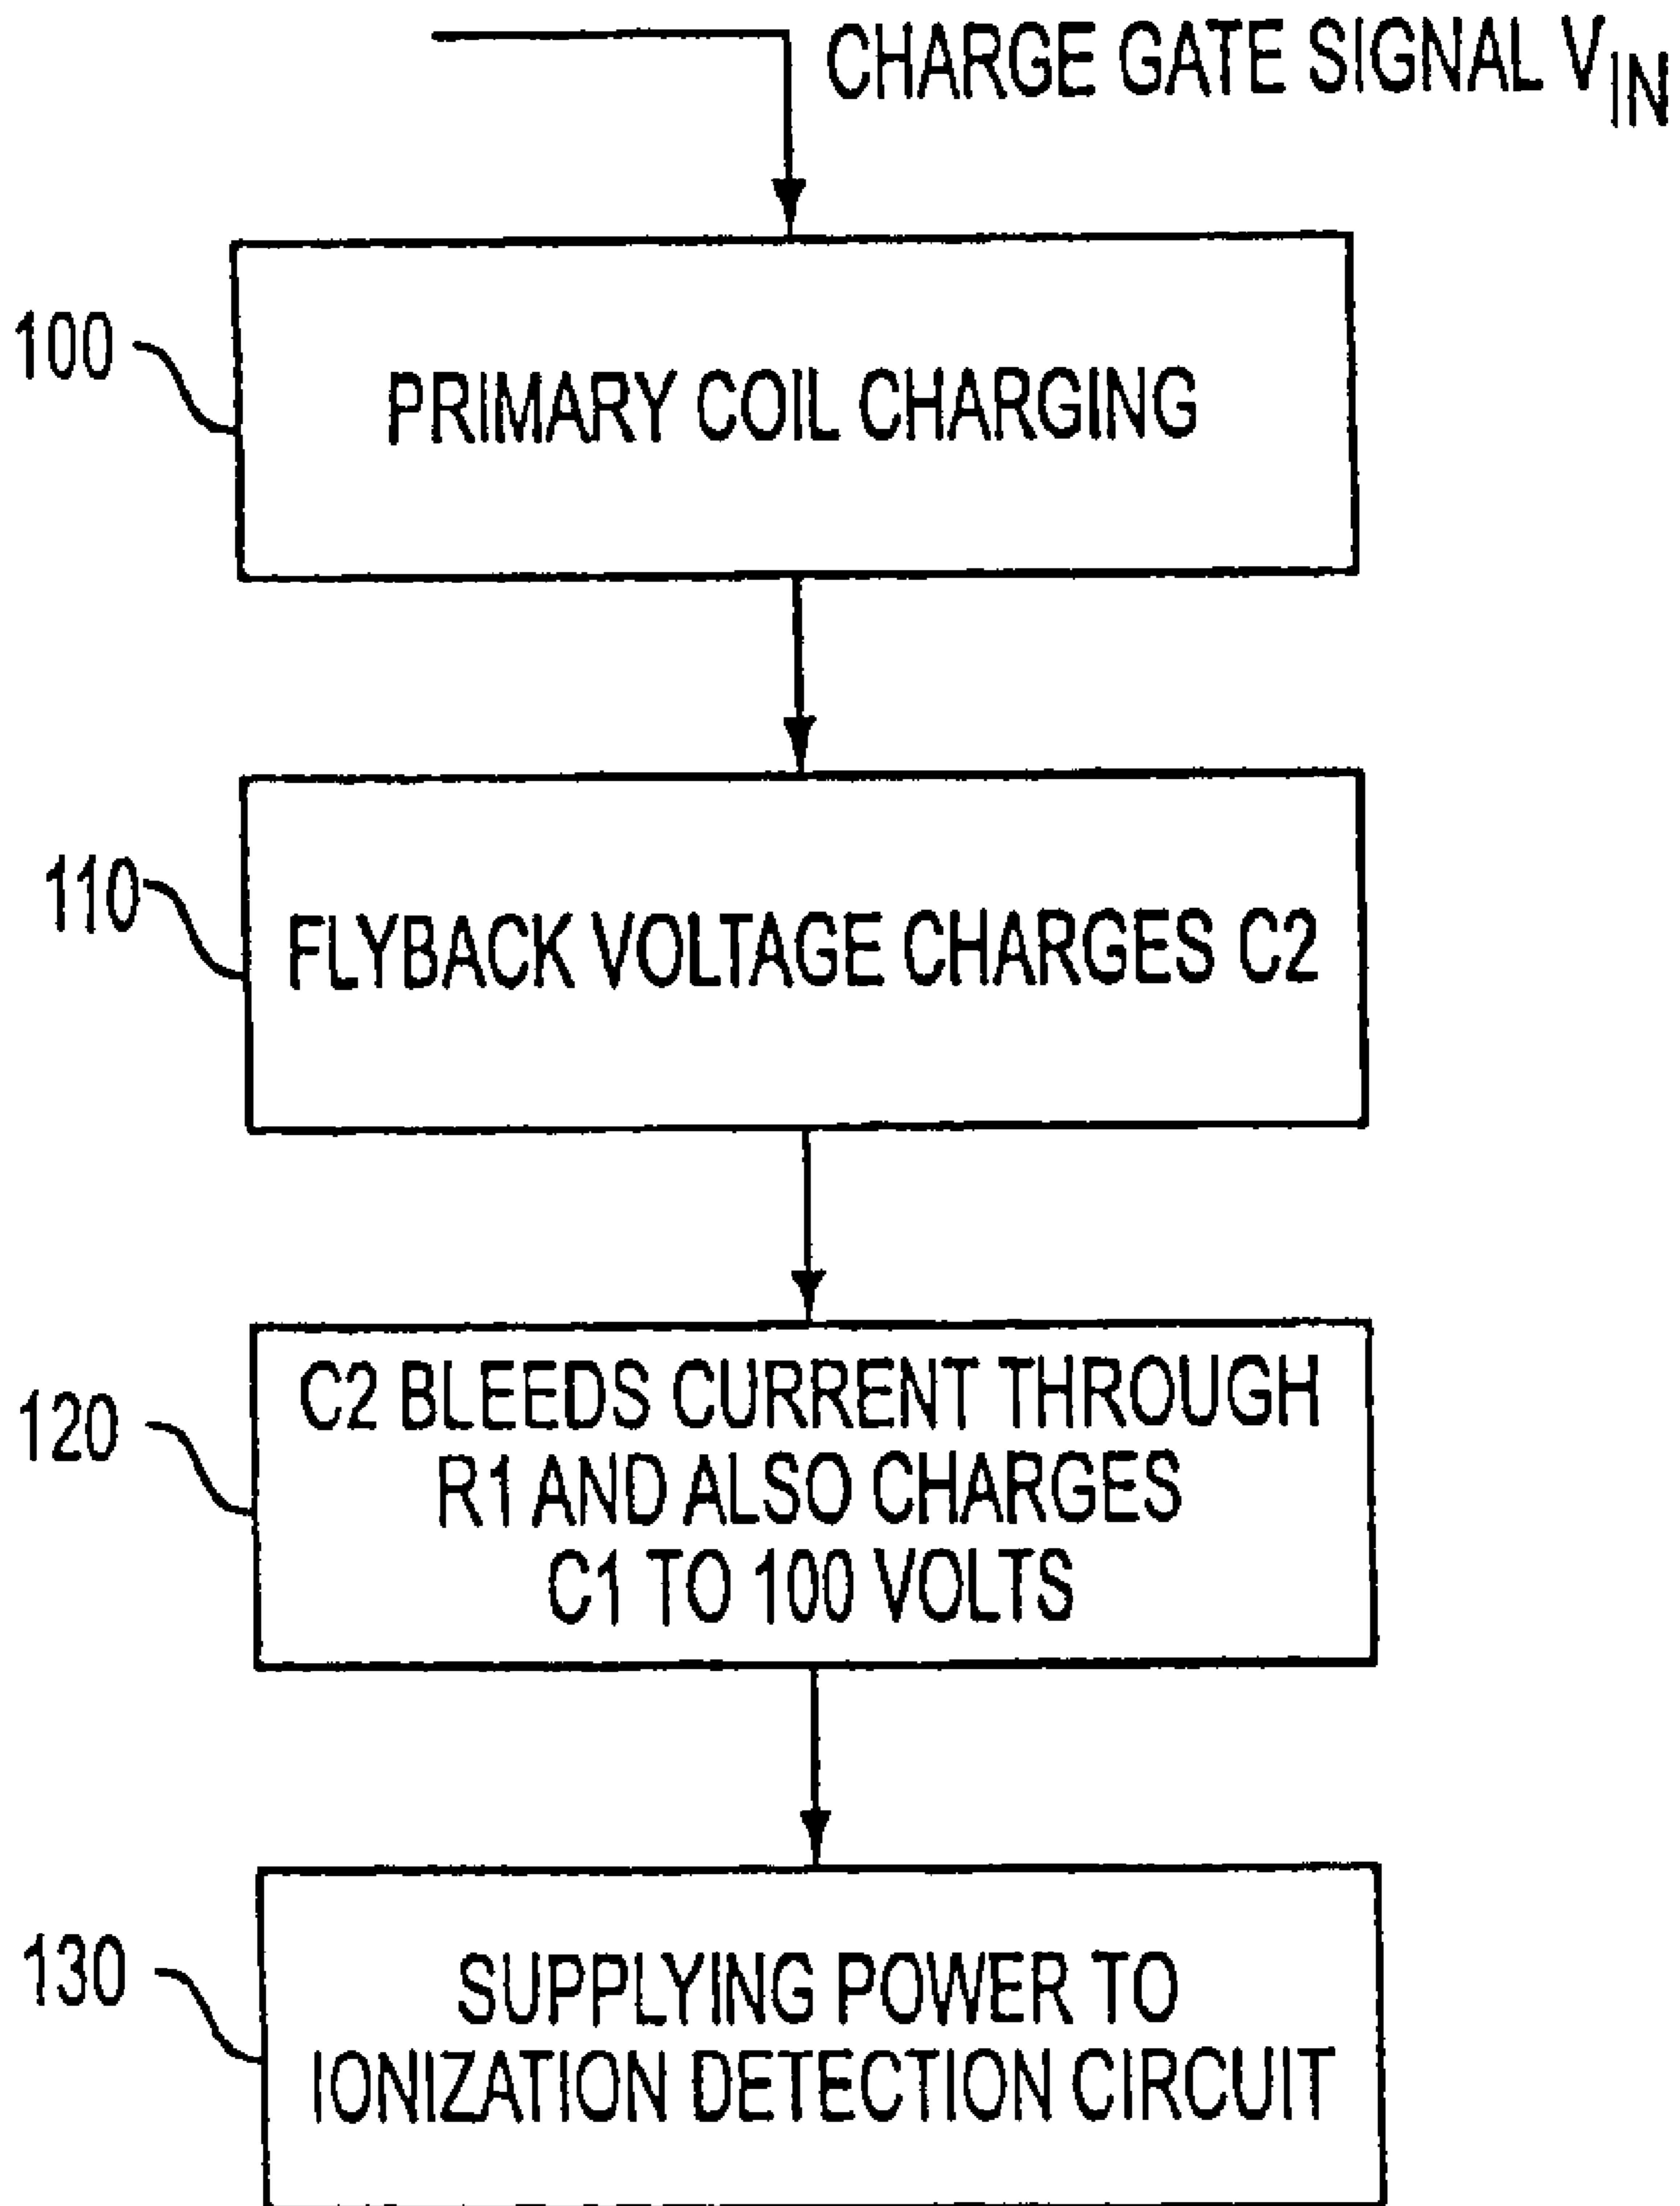 CHARGE GATE SIGNAL VIN
100
PRIMARY COIL CHARGING
110
FLYBACK VOLTAGE CHARGES C2
120
C2 BLEEDS CURRENT THROUGH
R1 AND ALSO CHARGES
C1 TO 100 VOLTS
130
SUPPLYING POWER TO
IONIZATION DETECTION CIRCUIT